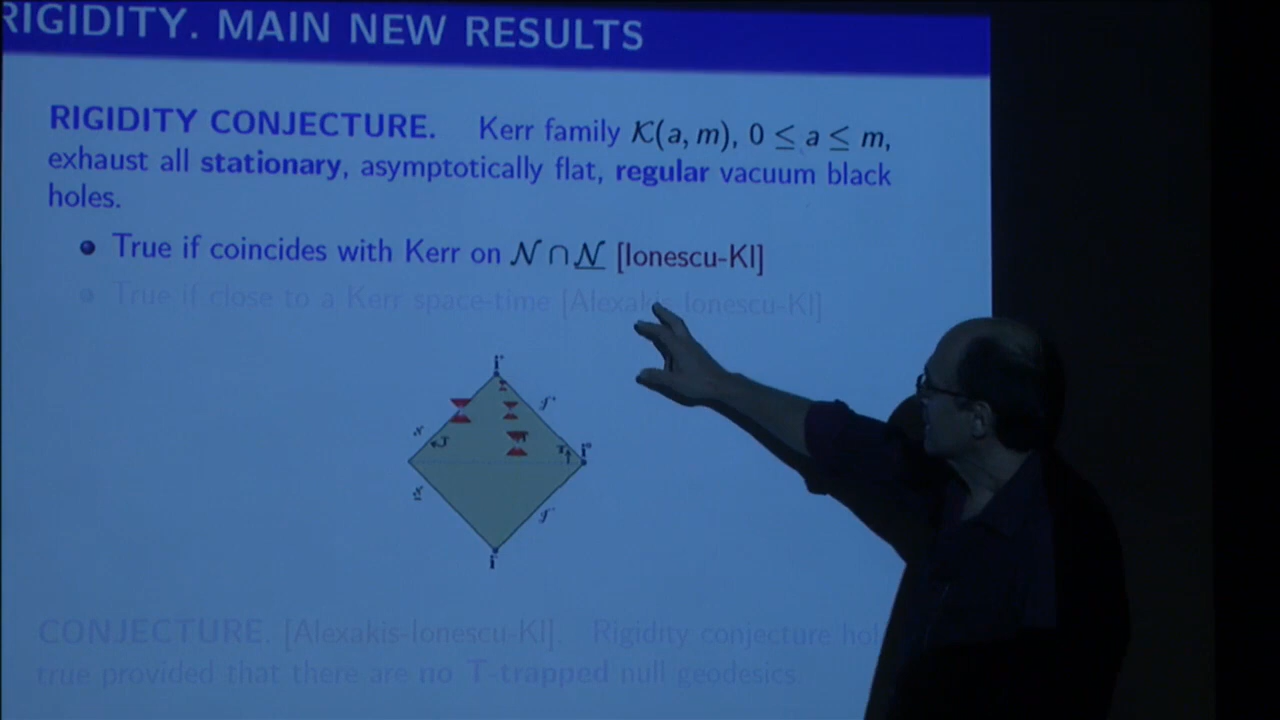 RIGIDITY. MAIN NEW RESULTS
RIGIDITY CONJECTURE. Kerr family 𝒦(a, m), 0 ≤ a ≤ m,
exhaust all stationary, asymptotically flat, regular vacuum black
holes.
● True if coincides with Kerr on 𝒩 ∩ 𝒩̲ [Ionescu-Kl]
● True if close to a Kerr space-time [Alexakis-Ionescu-Kl]
CONJECTURE. [Alexakis-Ionescu-Kl]. Rigidity conjecture hol
true provided that there are no T-trapped null geodesics.